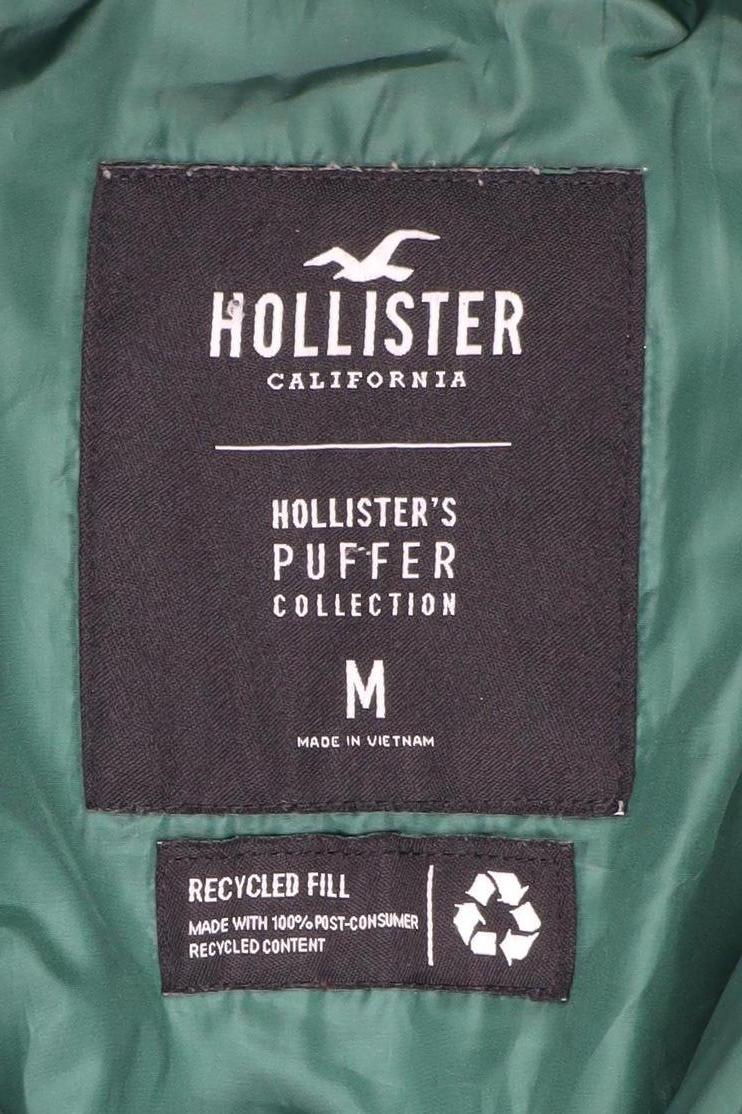 HOLLISTER
CALIFORNIA
HOLLISTER'S
PUFFER
COLLECTION
M
MADE IN VIETNAM
RECYCLED FILL
MADE WITH 100% POST-CONSUMER
RECYCLED CONTENT